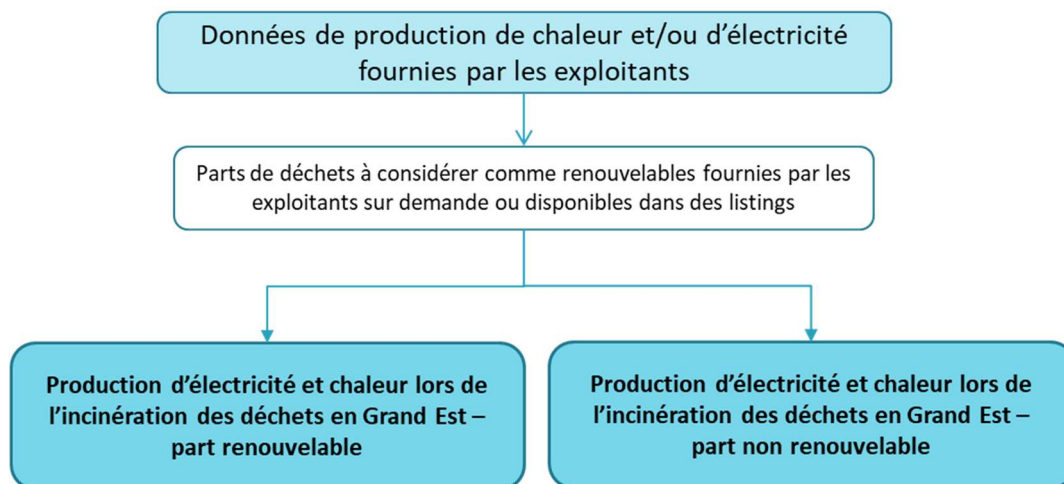 Données de production de chaleur et/ou d’électricité
fournies par les exploitants
Parts de déchets à considérer comme renouvelables fournies par les
exploitants sur demande ou disponibles dans des listings
Production d’électricité et chaleur lors de
l’incinération des déchets en Grand Est –
part renouvelable
Production d’électricité et chaleur lors de
l’incinération des déchets en Grand Est –
part non renouvelable